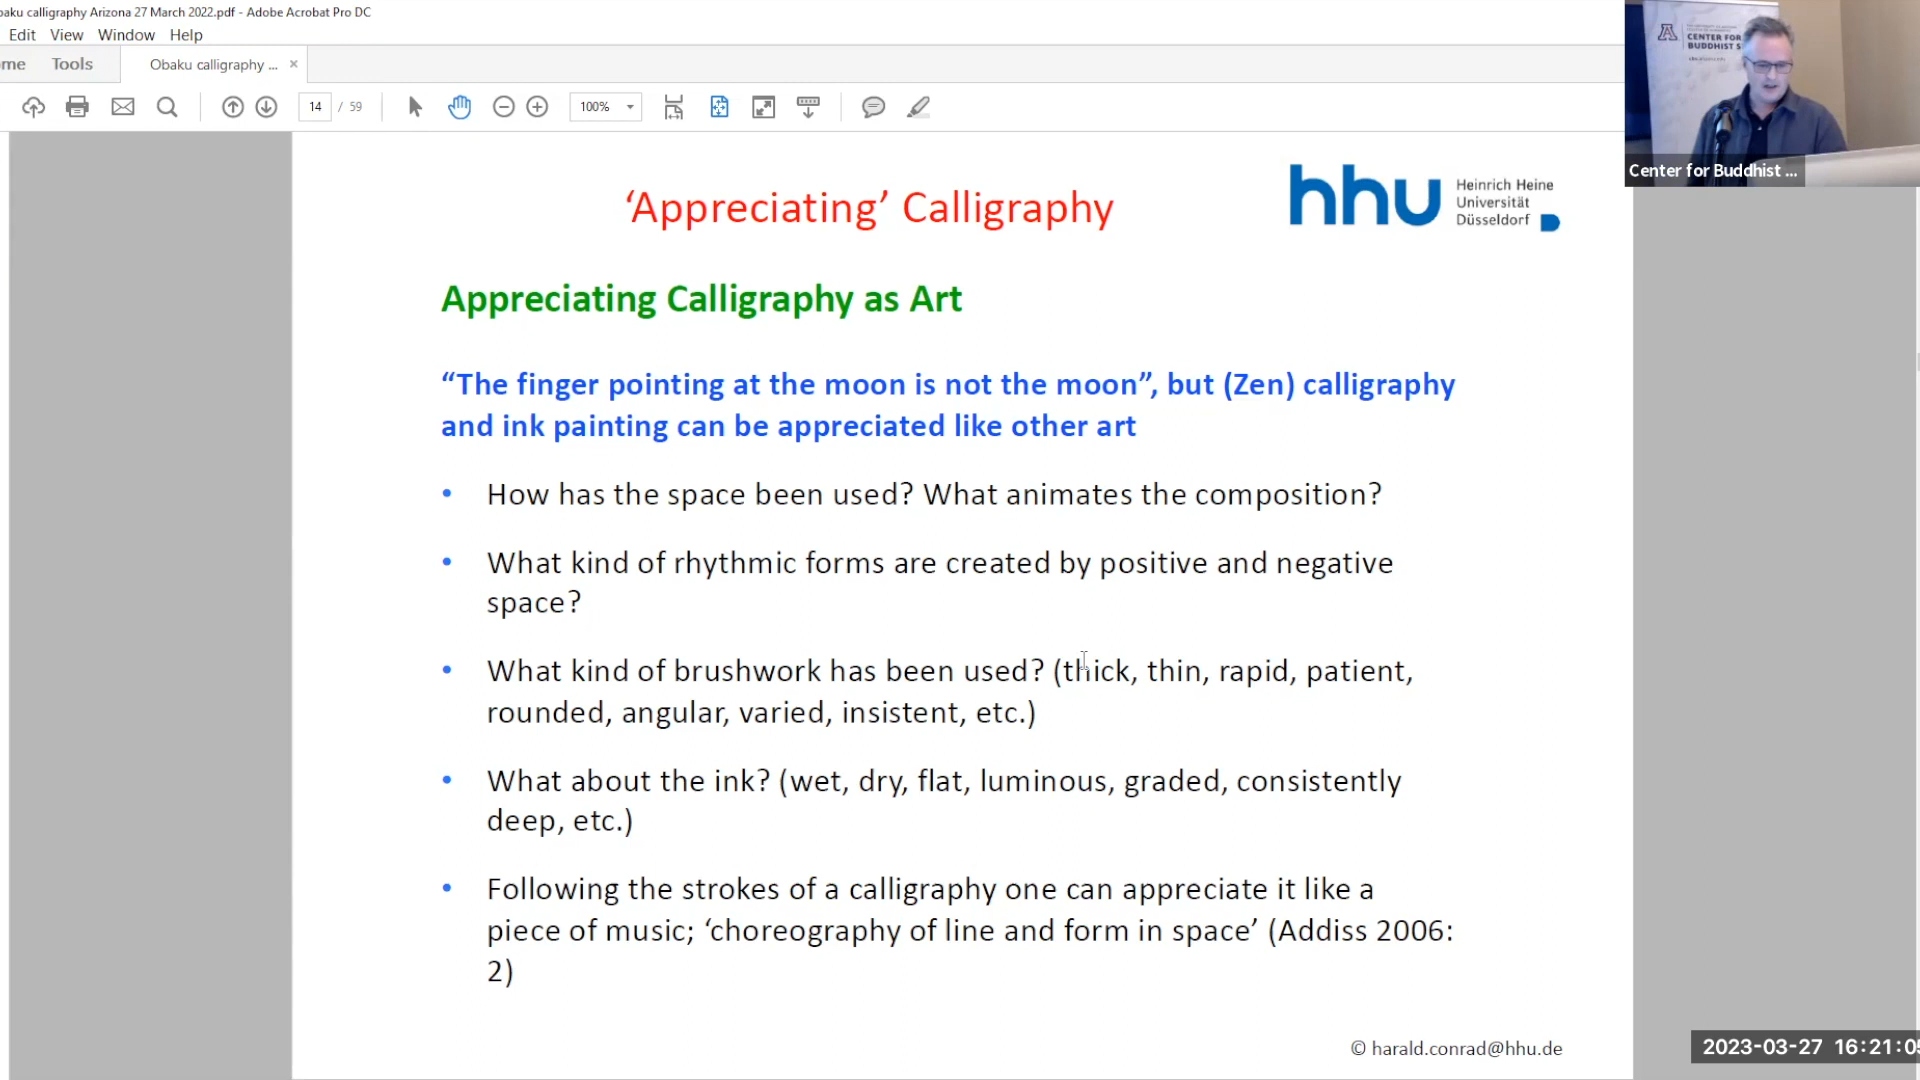 baku calligraphy Arizona 27 March 2022.pdf - Adobe Acrobat Pro DC
Edit View Window Help
me Tools Obaku calligraphy ... ×
14 / 59 100%
CENTER FOR
BUDDHIST S
Center for Buddhist ...
‘Appreciating’ Calligraphy
hhu Heinrich Heine
Universität
Düsseldorf
Appreciating Calligraphy as Art
“The finger pointing at the moon is not the moon”, but (Zen) calligraphy
and ink painting can be appreciated like other art
• How has the space been used? What animates the composition?
• What kind of rhythmic forms are created by positive and negative
space?
• What kind of brushwork has been used? (thick, thin, rapid, patient,
rounded, angular, varied, insistent, etc.)
• What about the ink? (wet, dry, flat, luminous, graded, consistently
deep, etc.)
• Following the strokes of a calligraphy one can appreciate it like a
piece of music; ‘choreography of line and form in space’ (Addiss 2006:
2)
© harald.conrad@hhu.de
2023-03-27 16:21:05